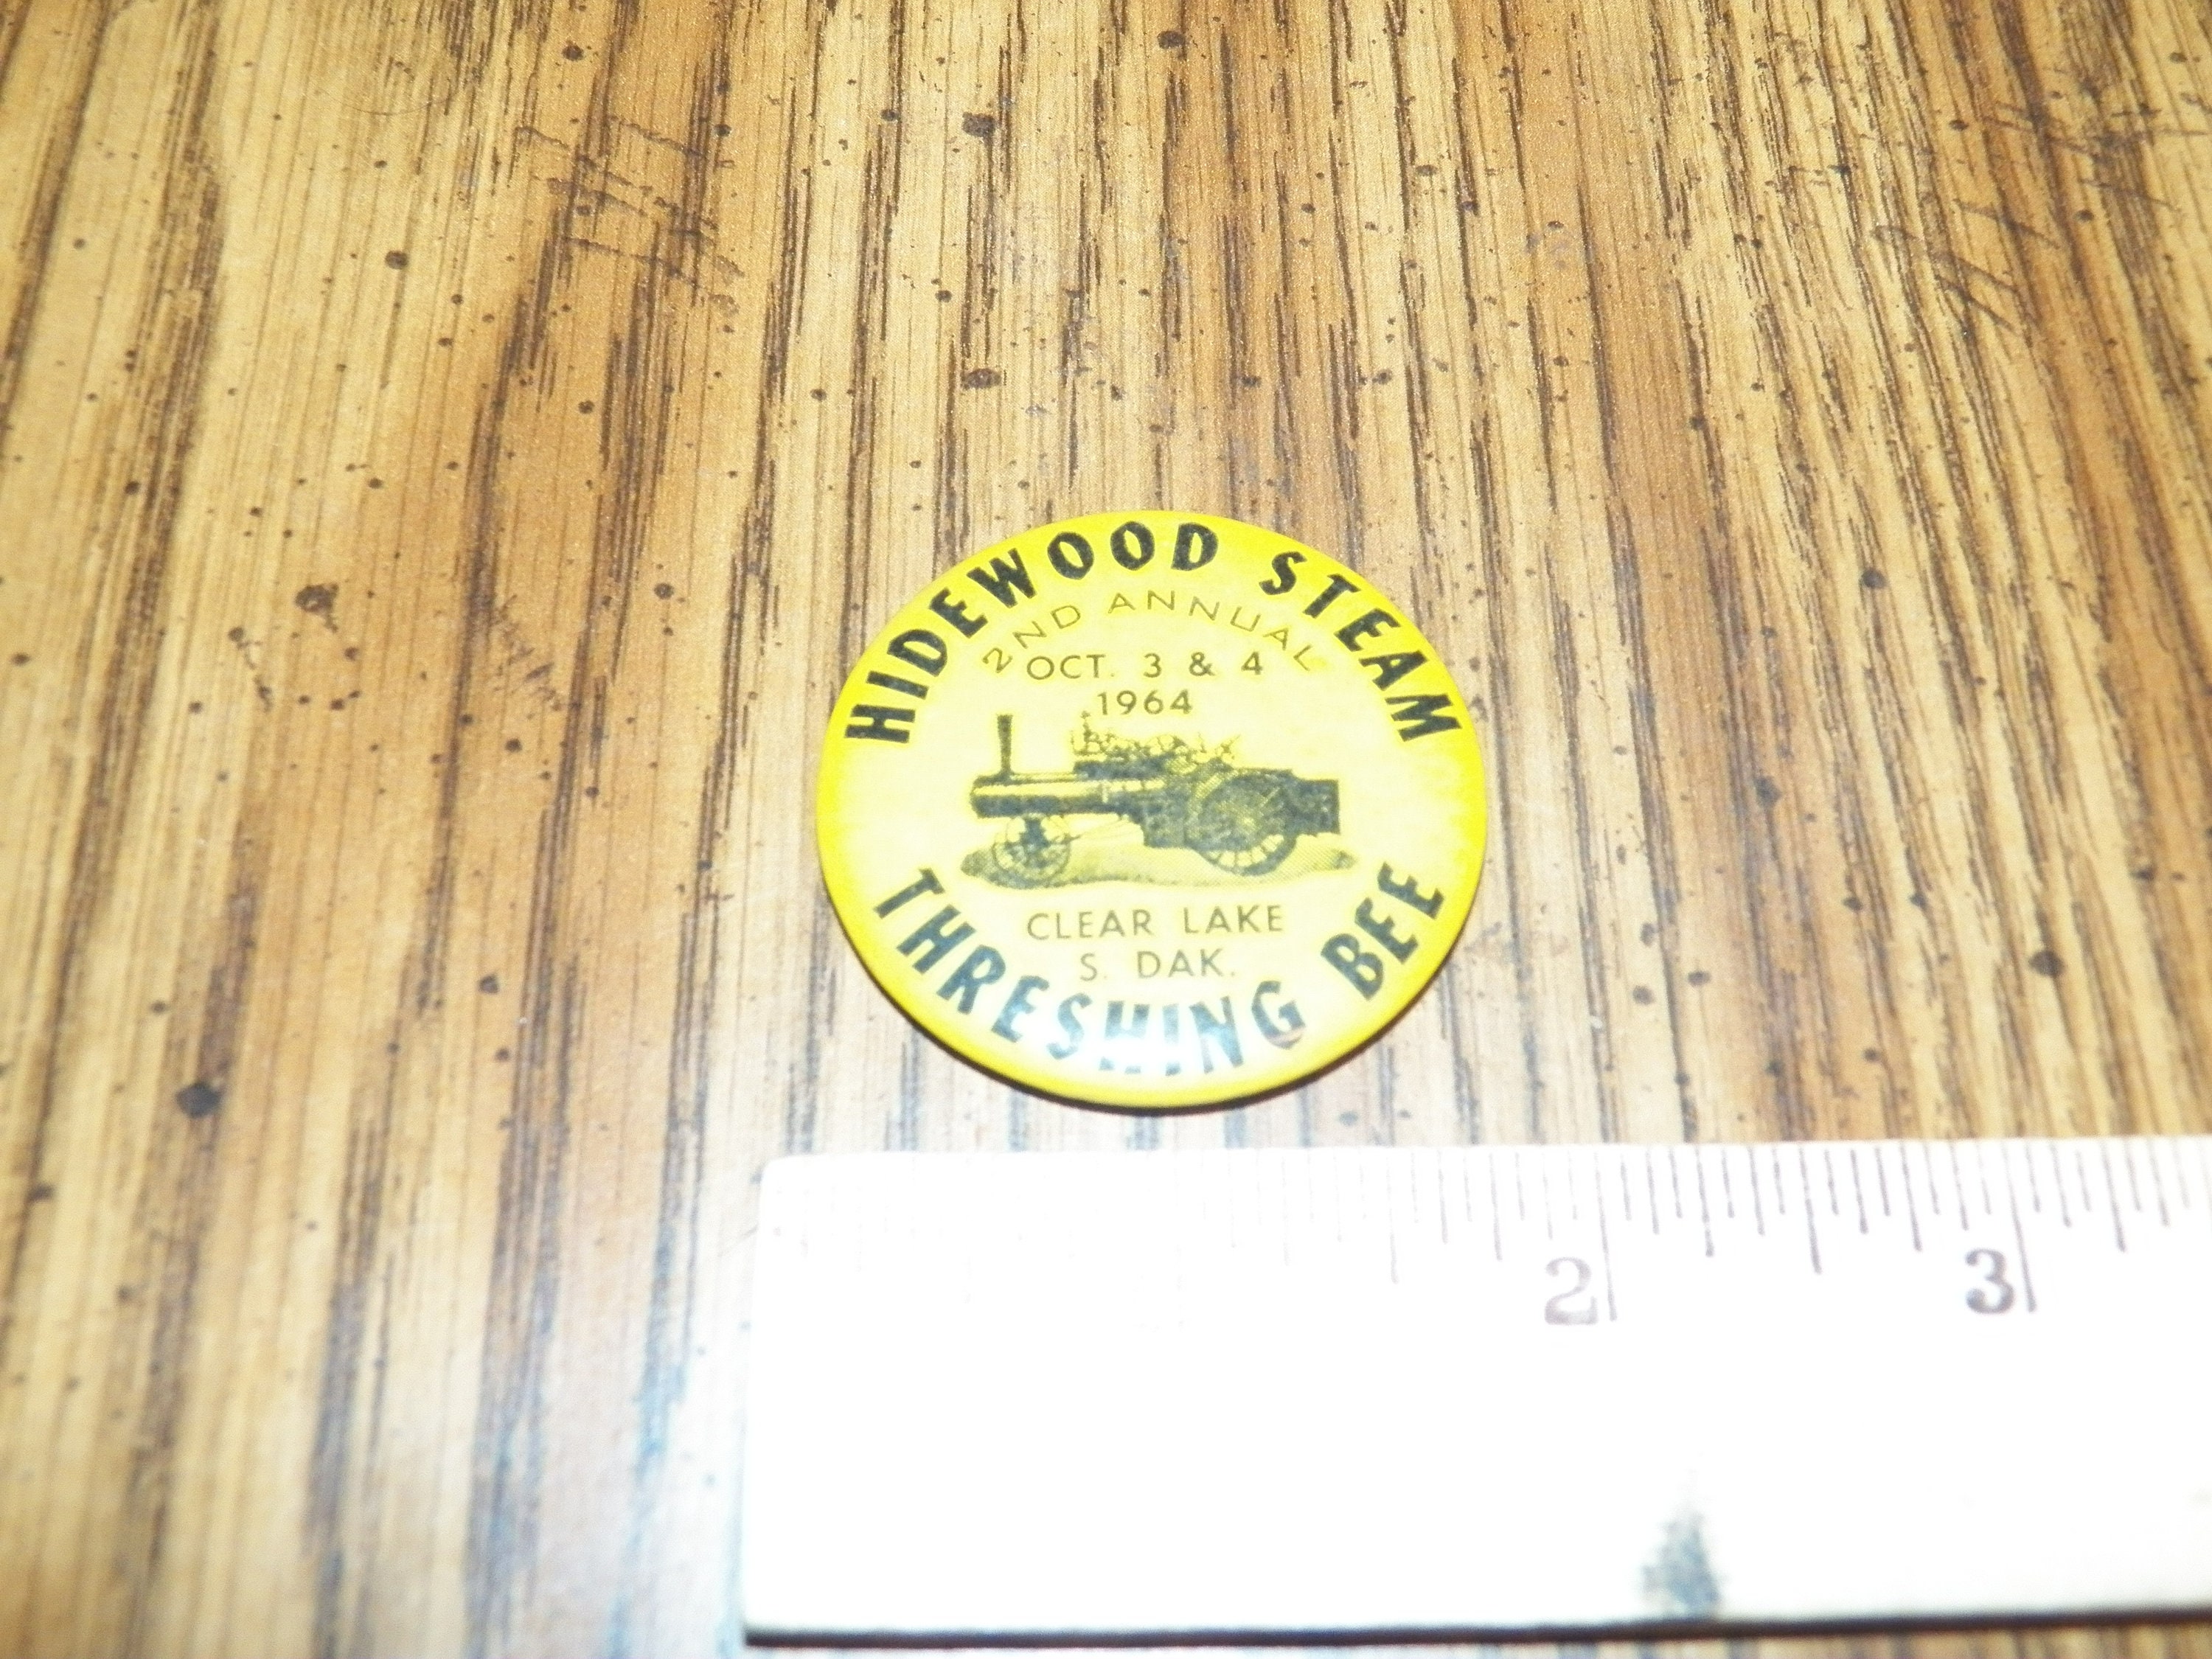 HIDEWOOD STEAM
2ND ANNUAL
OCT. 3 & 4
1964
CLEAR LAKE
S. DAK.
THRESHING BEE
2 3